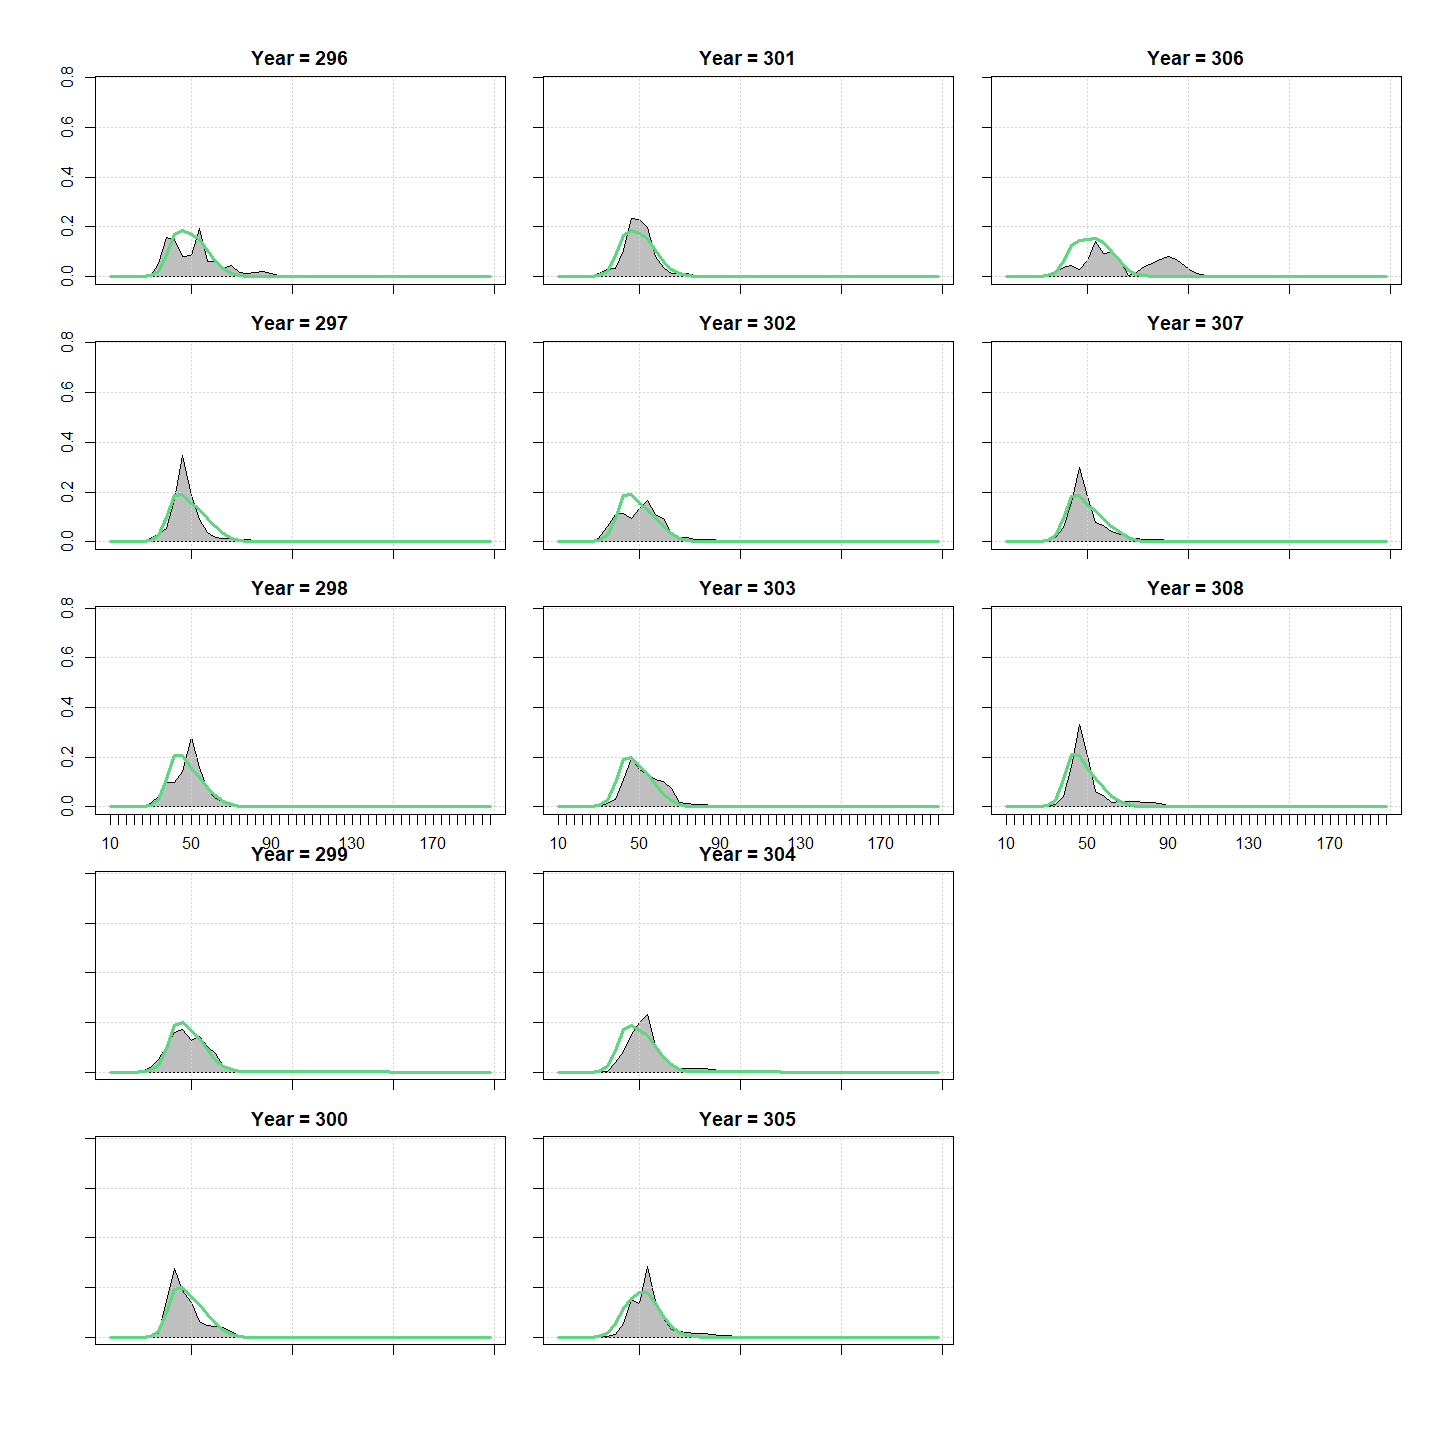 Year = 296
Year = 301
Year = 306
0.0 0.2 0.4 0.6 0.8
Year = 297
Year = 302
Year = 307
0.0 0.2 0.4 0.6 0.8
Year = 298
Year = 303
Year = 308
0.0 0.2 0.4 0.6 0.8
10 50 90 130 170
10 50 90 130 170
10 50 90 130 170
Year = 299
Year = 304
Year = 300
Year = 305